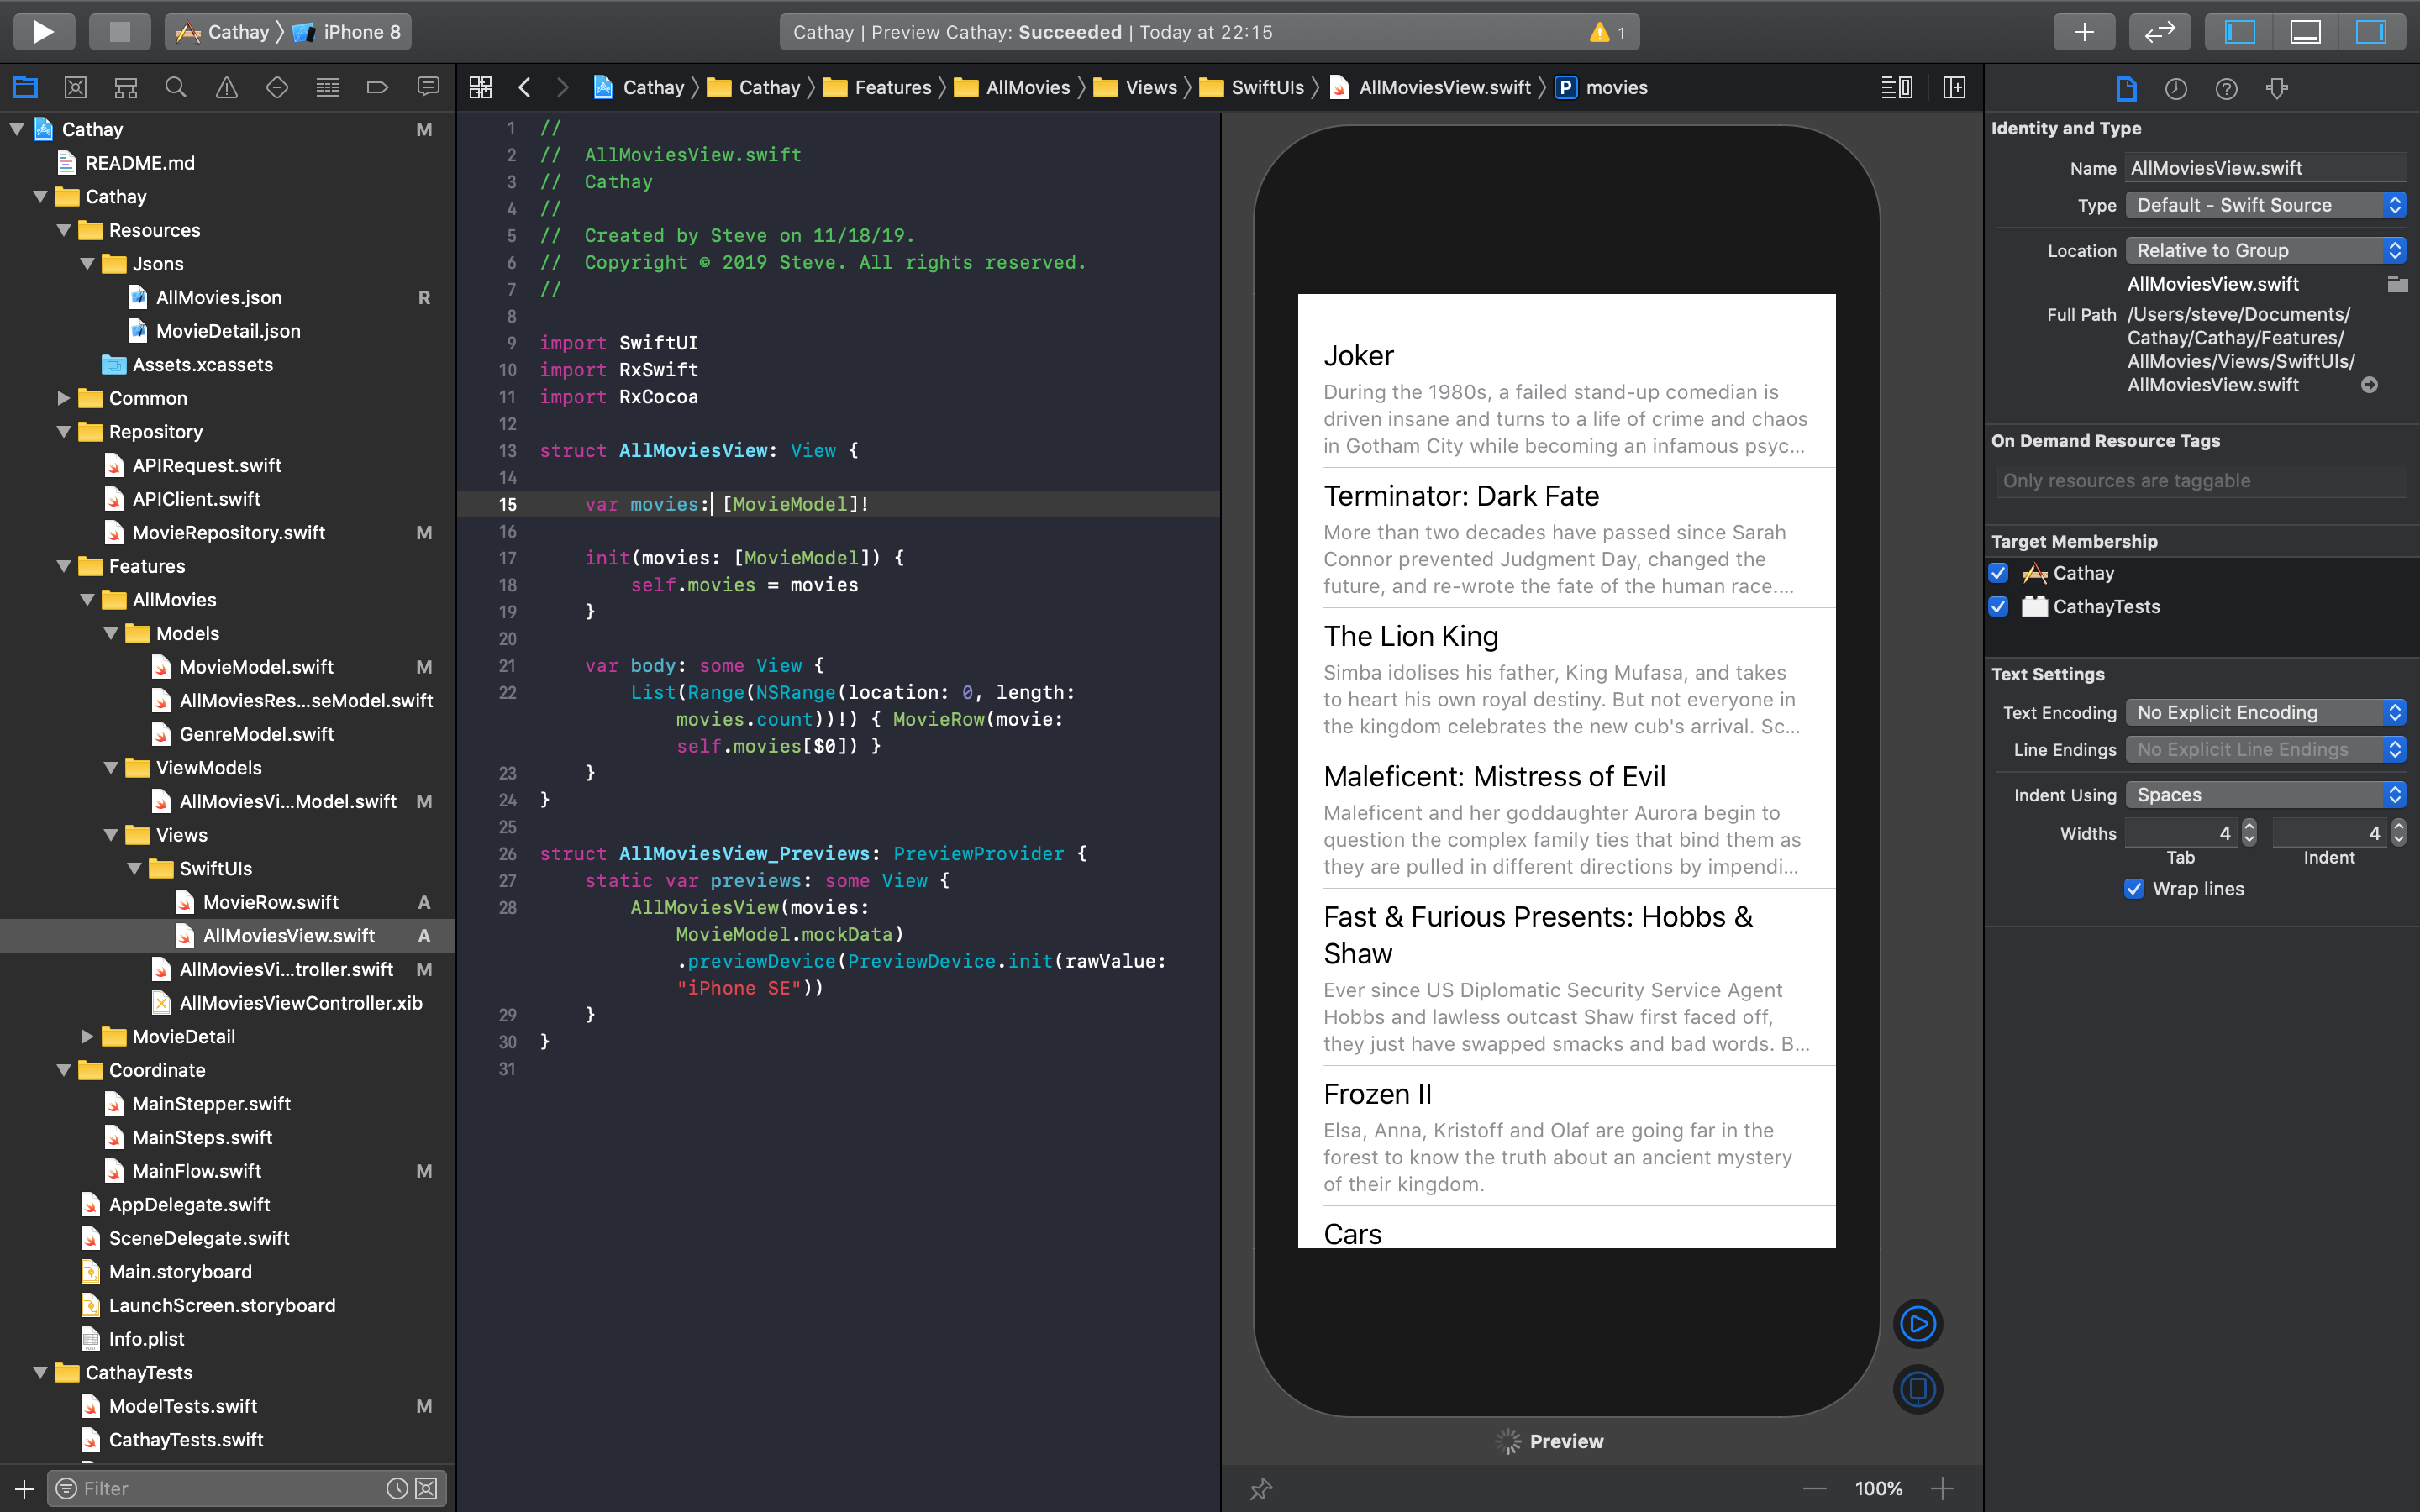 Cathay
iPhone 8
Cathay | Preview Cathay: Succeeded | Today at 22:15
1
Cathay
M
README.md
Cathay
Resources
Jsons
AllMovies.json
R
MovieDetail.json
Assets.xcassets
Common
Repository
APIRequest.swift
APIClient.swift
MovieRepository.swift
M
Features
AllMovies
Models
MovieModel.swift
M
AllMoviesRes...seModel.swift
GenreModel.swift
ViewModels
AllMoviesVi...Model.swift
M
Views
SwiftUIs
MovieRow.swift
A
AllMoviesView.swift
A
AllMoviesVi...troller.swift
M
AllMoviesViewController.xib
MovieDetail
Coordinate
MainStepper.swift
MainSteps.swift
MainFlow.swift
M
AppDelegate.swift
SceneDelegate.swift
Main.storyboard
LaunchScreen.storyboard
Info.plist
CathayTests
ModelTests.swift
M
CathayTests.swift
Filter
Cathay
Cathay
Features
AllMovies
Views
SwiftUIs
AllMoviesView.swift
P
movies
1 //
2 //  AllMoviesView.swift
3 //  Cathay
4 //
5 //  Created by Steve on 11/18/19.
6 //  Copyright © 2019 Steve. All rights reserved.
7 //
8
9 import SwiftUI
10 import RxSwift
11 import RxCocoa
12
13 struct AllMoviesView: View {
14
15     var movies: [MovieModel]!
16
17     init(movies: [MovieModel]) {
18         self.movies = movies
19     }
20
21     var body: some View {
22         List(Range(NSRange(location: 0, length:
movies.count))!) { MovieRow(movie:
self.movies[$0]) }
23     }
24 }
25
26 struct AllMoviesView_Previews: PreviewProvider {
27     static var previews: some View {
28         AllMoviesView(movies:
MovieModel.mockData)
.previewDevice(PreviewDevice.init(rawValue:
"iPhone SE"))
29     }
30 }
31
Joker
During the 1980s, a failed stand-up comedian is
driven insane and turns to a life of crime and chaos
in Gotham City while becoming an infamous psyc...
Terminator: Dark Fate
More than two decades have passed since Sarah
Connor prevented Judgment Day, changed the
future, and re-wrote the fate of the human race....
The Lion King
Simba idolises his father, King Mufasa, and takes
to heart his own royal destiny. But not everyone in
the kingdom celebrates the new cub's arrival. Sc...
Maleficent: Mistress of Evil
Maleficent and her goddaughter Aurora begin to
question the complex family ties that bind them as
they are pulled in different directions by impendi...
Fast & Furious Presents: Hobbs &
Shaw
Ever since US Diplomatic Security Service Agent
Hobbs and lawless outcast Shaw first faced off,
they just have swapped smacks and bad words. B...
Frozen II
Elsa, Anna, Kristoff and Olaf are going far in the
forest to know the truth about an ancient mystery
of their kingdom.
Cars
Preview
100%
Identity and Type
Name AllMoviesView.swift
Type Default - Swift Source
Location Relative to Group
AllMoviesView.swift
Full Path /Users/steve/Documents/
Cathay/Cathay/Features/
AllMovies/Views/SwiftUIs/
AllMoviesView.swift
On Demand Resource Tags
Only resources are taggable
Target Membership
Cathay
CathayTests
Text Settings
Text Encoding No Explicit Encoding
Line Endings No Explicit Line Endings
Indent Using Spaces
Widths 4 4
Tab Indent
Wrap lines